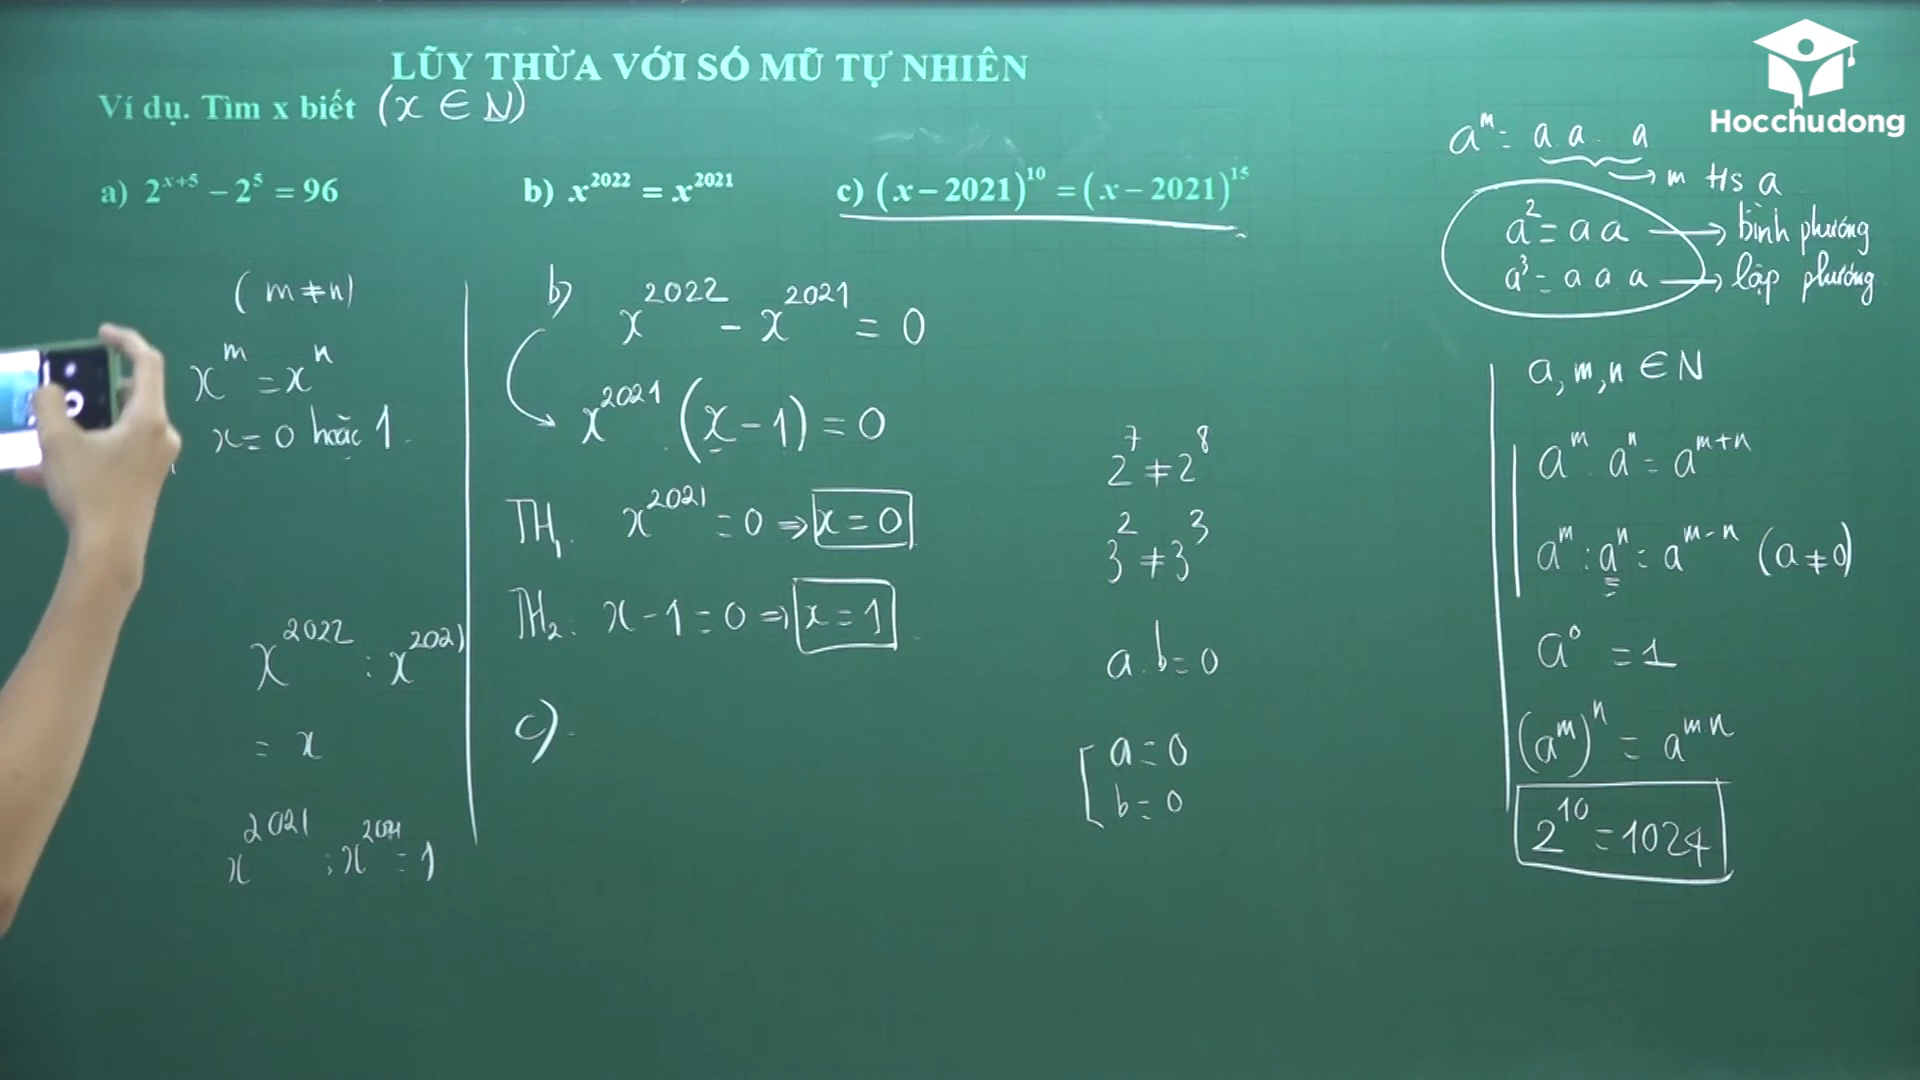 LŨY THỪA VỚI SỐ MŨ TỰ NHIÊN
Ví dụ. Tìm x biết (x ∈ N)
a) 2^{x+5} − 2^5 = 96
b) x^{2022} = x^{2021}
c) (x − 2021)^{10} = (x − 2021)^{15}
(m ≠ n)
x^m = x^n
x = 0 hoặc 1.
x^{2022} : x^{2021}
= x
x^{2021} : x^{2021} = 1
b)
x^{2022} − x^{2021} = 0
x^{2021} . (x − 1) = 0
TH1. x^{2021} = 0 ⇒ x = 0
TH2: x − 1 = 0 ⇒ x = 1
c)
2^7 ≠ 2^8
3^2 ≠ 3^3
a.b = 0
[ a = 0
b = 0
Hocchudong
a^m = a.a...a
→ m Hs a
a^2 = a a → bình phương
a^3 = a a a → lập phương
a, m, n ∈ N
a^m . a^n = a^{m+n}
a^m : a^n = a^{m-n} (a ≠ 0)
a^0 = 1
(a^m)^n = a^{m.n}
2^{10} = 1024